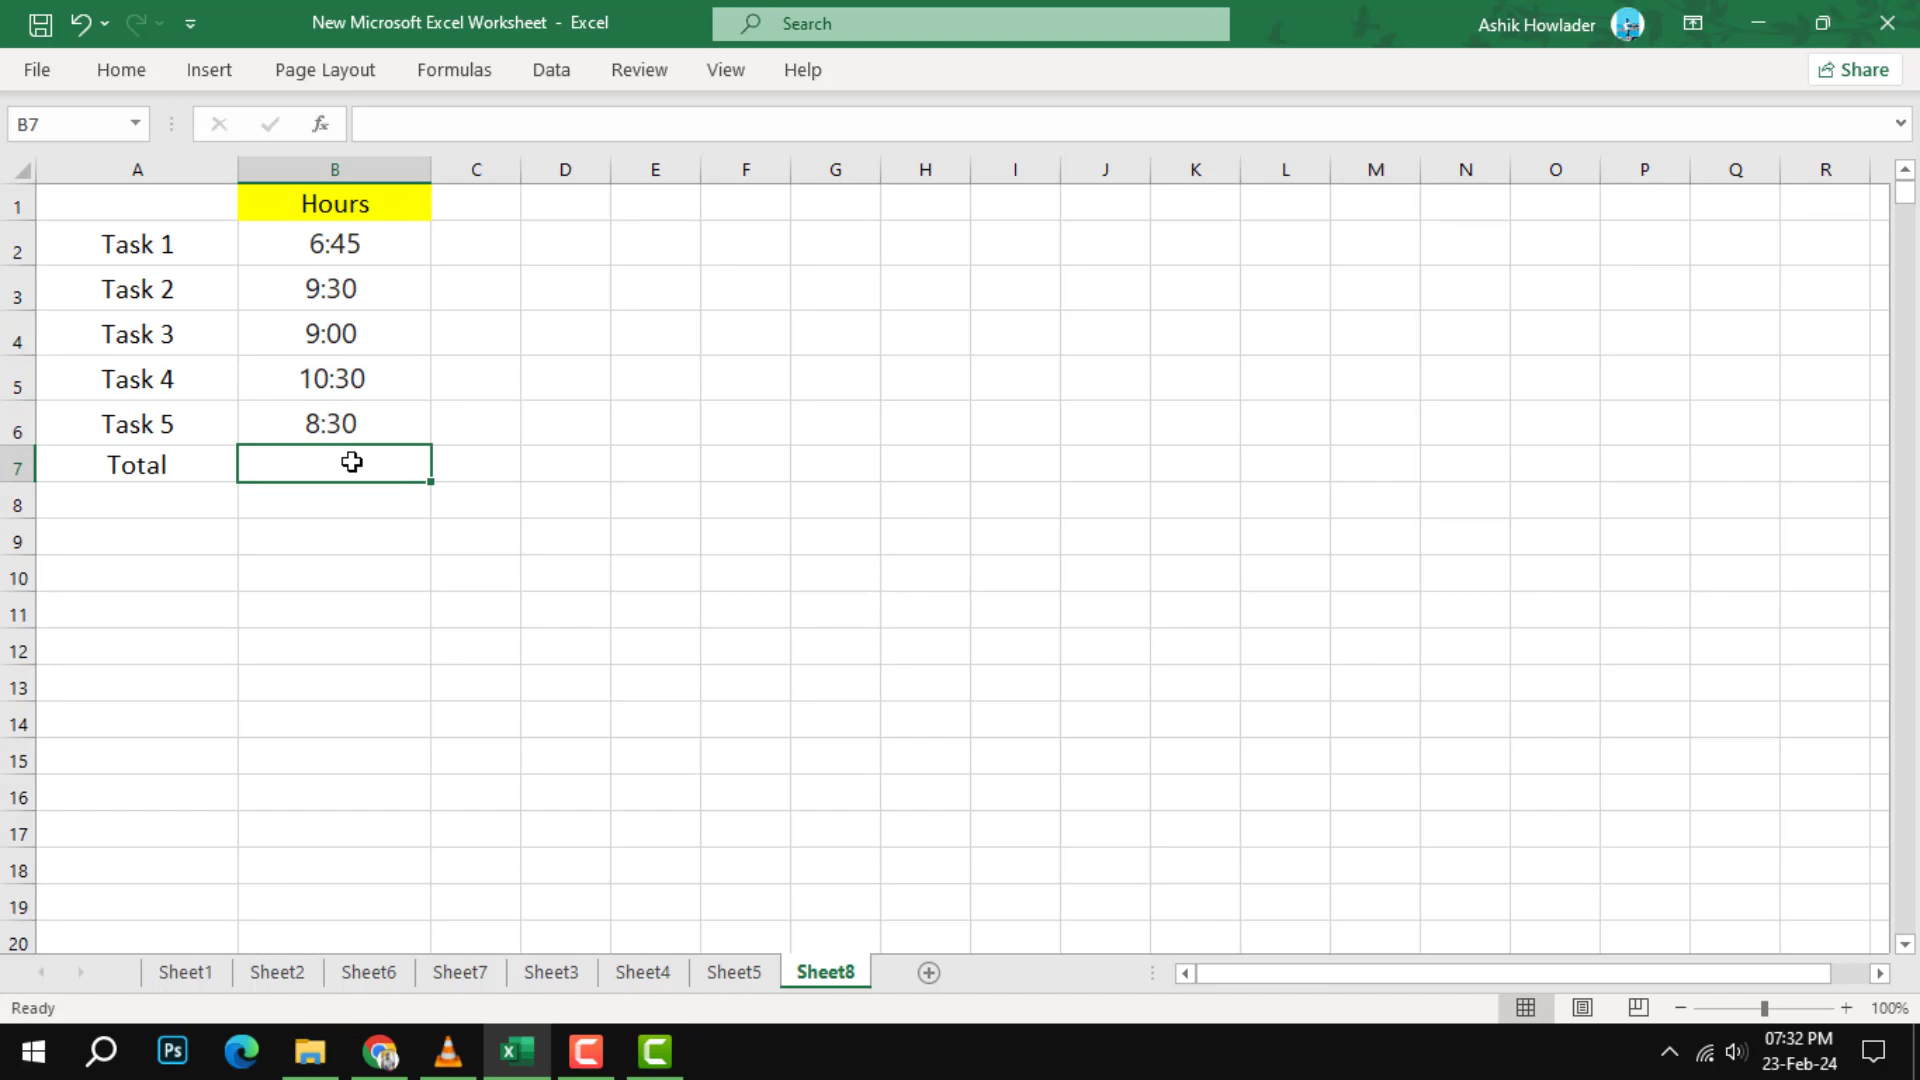 New Microsoft Excel Worksheet - Excel
Search
Ashik Howlader
File Home Insert Page Layout Formulas Data Review View Help
Share
B7
fx
A B C D E F G H I J K L M N O P Q R
1 Hours
2 Task 1 6:45
3 Task 2 9:30
4 Task 3 9:00
5 Task 4 10:30
6 Task 5 8:30
7 Total
8
9
10
11
12
13
14
15
16
17
18
19
20
Sheet1 Sheet2 Sheet6 Sheet7 Sheet3 Sheet4 Sheet5 Sheet8
Ready
100%
Ps
07:32 PM
23-Feb-24